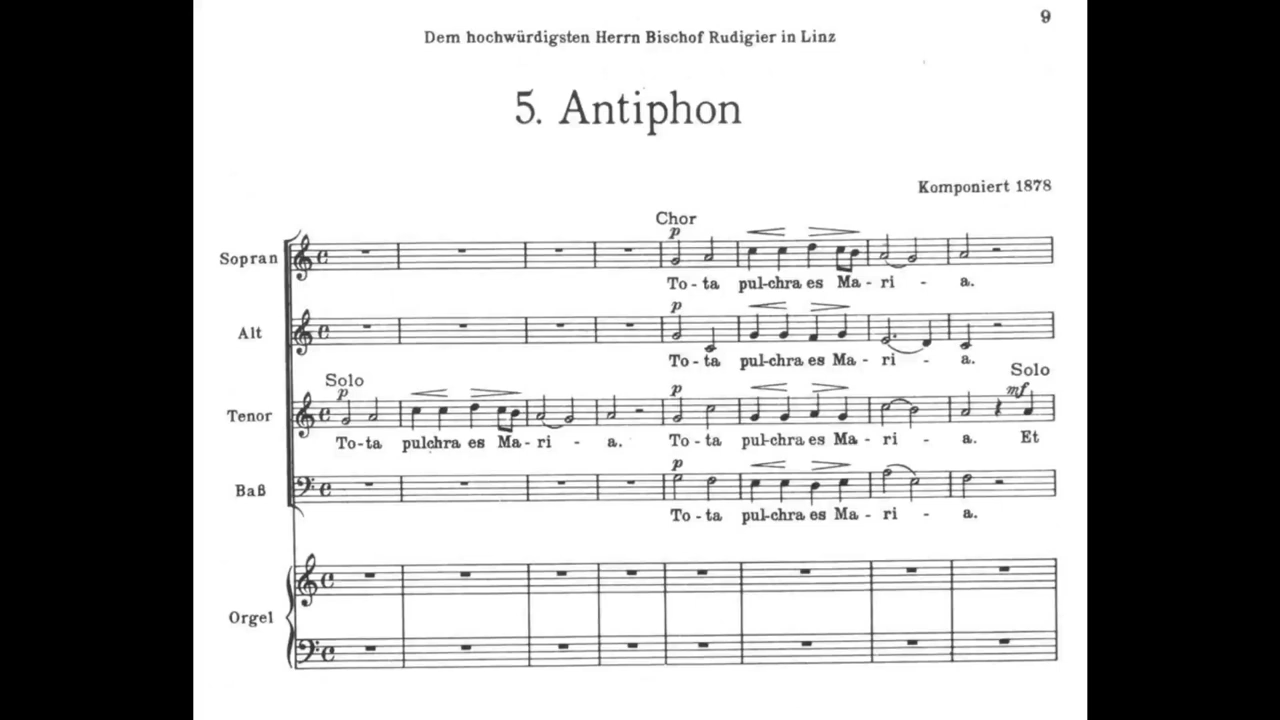 9
Dem hochwürdigsten Herrn Bischof Rudigier in Linz
5. Antiphon
Komponiert 1878
Chor
p
Sopran
To - ta pul-chra es Ma - ri - a.
p
Alt
To - ta pul-chra es Ma - ri - a.
Solo Solo
p p mf
Tenor
To-ta pulchra es Ma - ri - a. To - ta pul-chra es Ma - ri - a. Et
p
Baß
To - ta pul-chra es Ma - ri - a.
Orgel